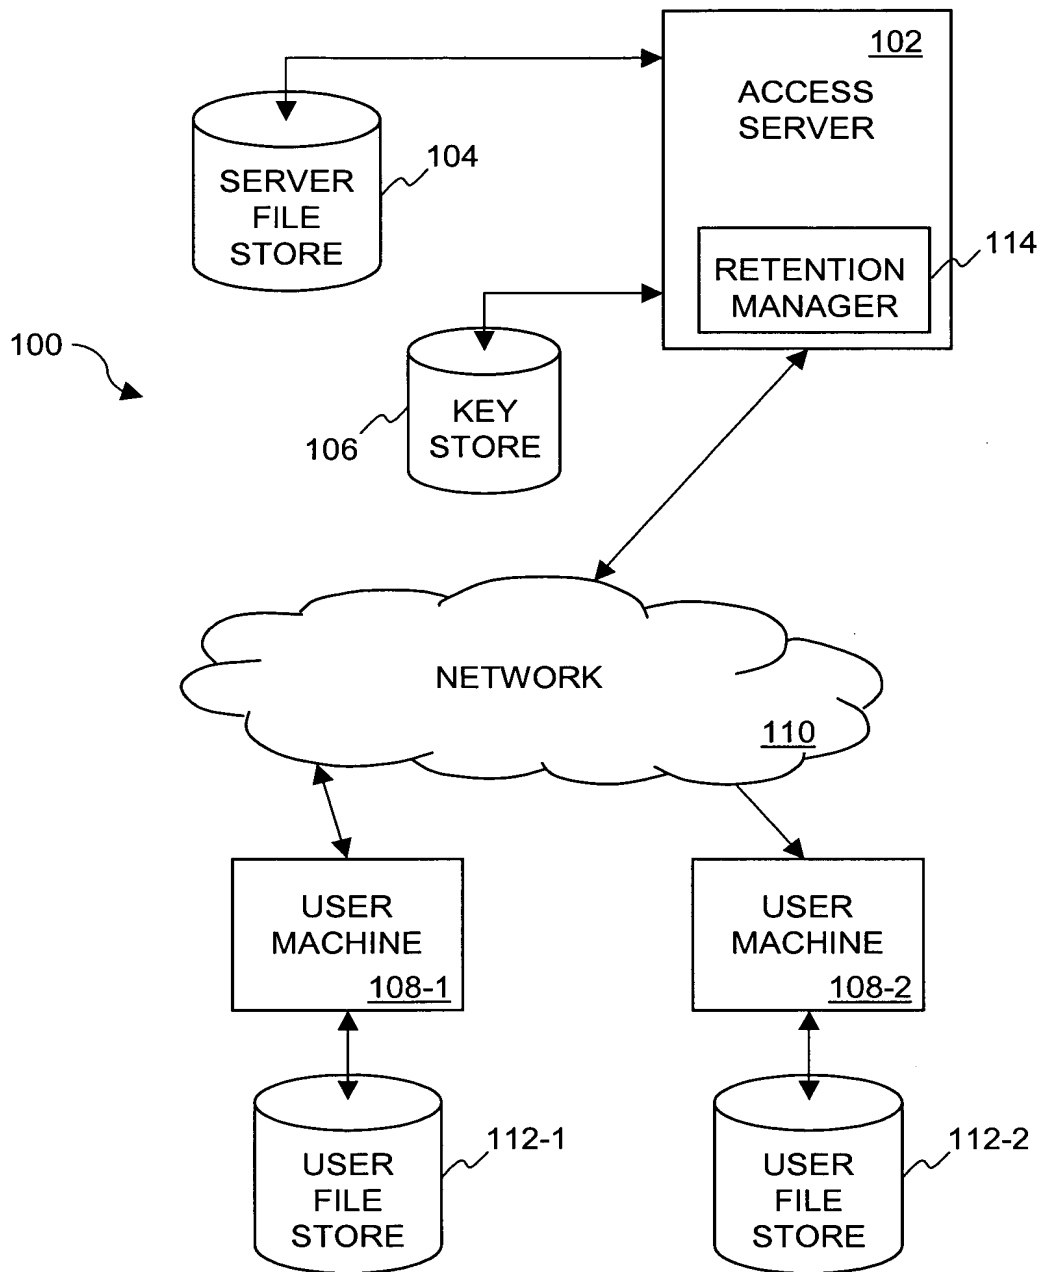 102
ACCESS
SERVER
104
SERVER
FILE
STORE
114
RETENTION
MANAGER
100
KEY
STORE
106
NETWORK
110
USER
MACHINE
108-1
USER
MACHINE
108-2
112-1
USER
FILE
STORE
112-2
USER
FILE
STORE